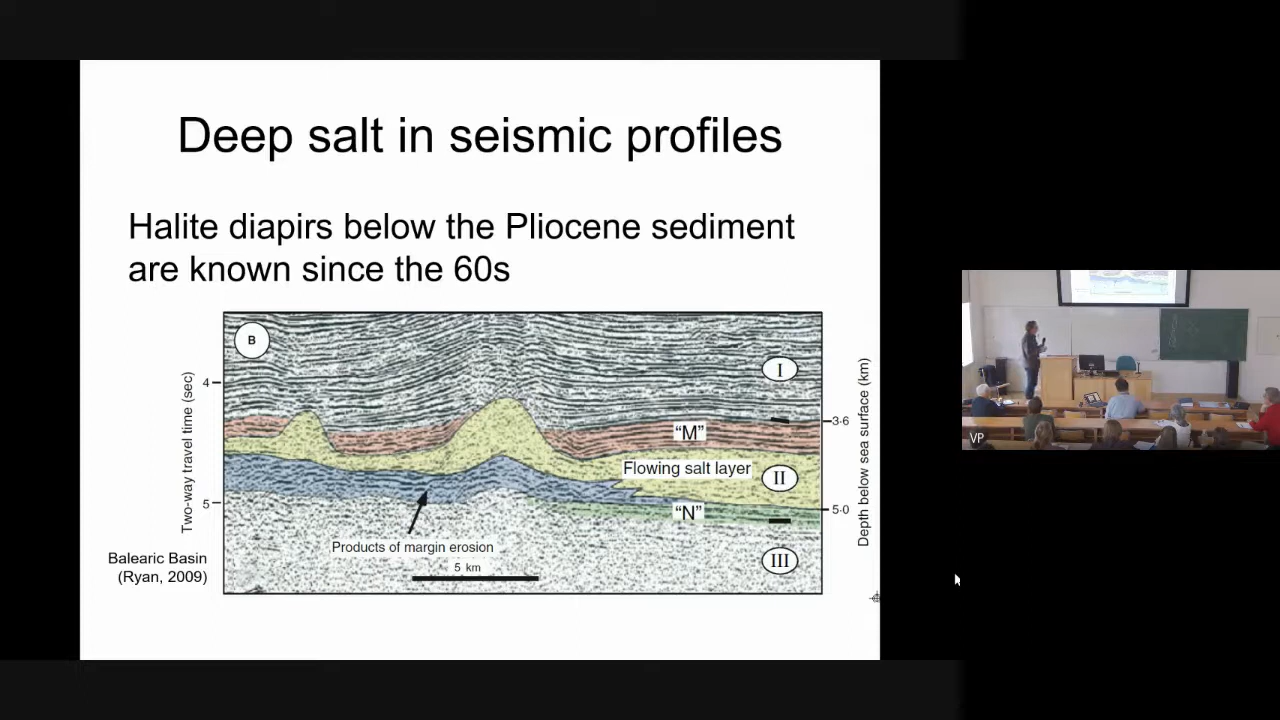 Deep salt in seismic profiles
Halite diapirs below the Pliocene sediment
are known since the 60s
B
I
4
3·6
"M"
Flowing salt layer
II
5
5·0
"N"
Products of margin erosion
III
5 km
Two-way travel time (sec)
Depth below sea surface (km)
Balearic Basin
(Ryan, 2009)
VP